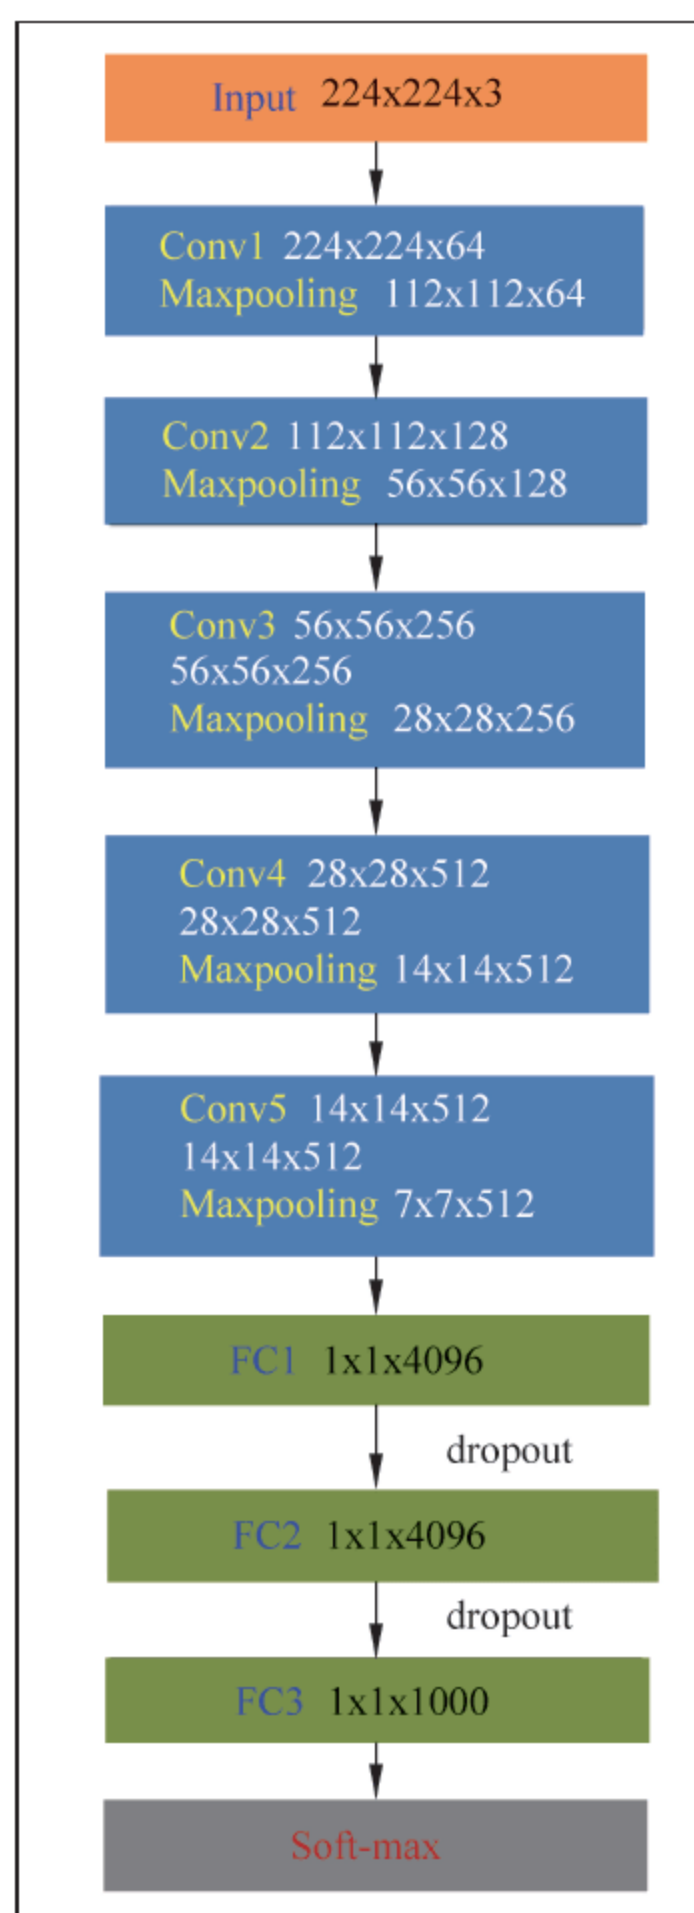 Input 224x224x3
Conv1 224x224x64
Maxpooling 112x112x64
Conv2 112x112x128
Maxpooling 56x56x128
Conv3 56x56x256
56x56x256
Maxpooling 28x28x256
Conv4 28x28x512
28x28x512
Maxpooling 14x14x512
Conv5 14x14x512
14x14x512
Maxpooling 7x7x512
FC1 1x1x4096
dropout
FC2 1x1x4096
dropout
FC3 1x1x1000
Soft-max